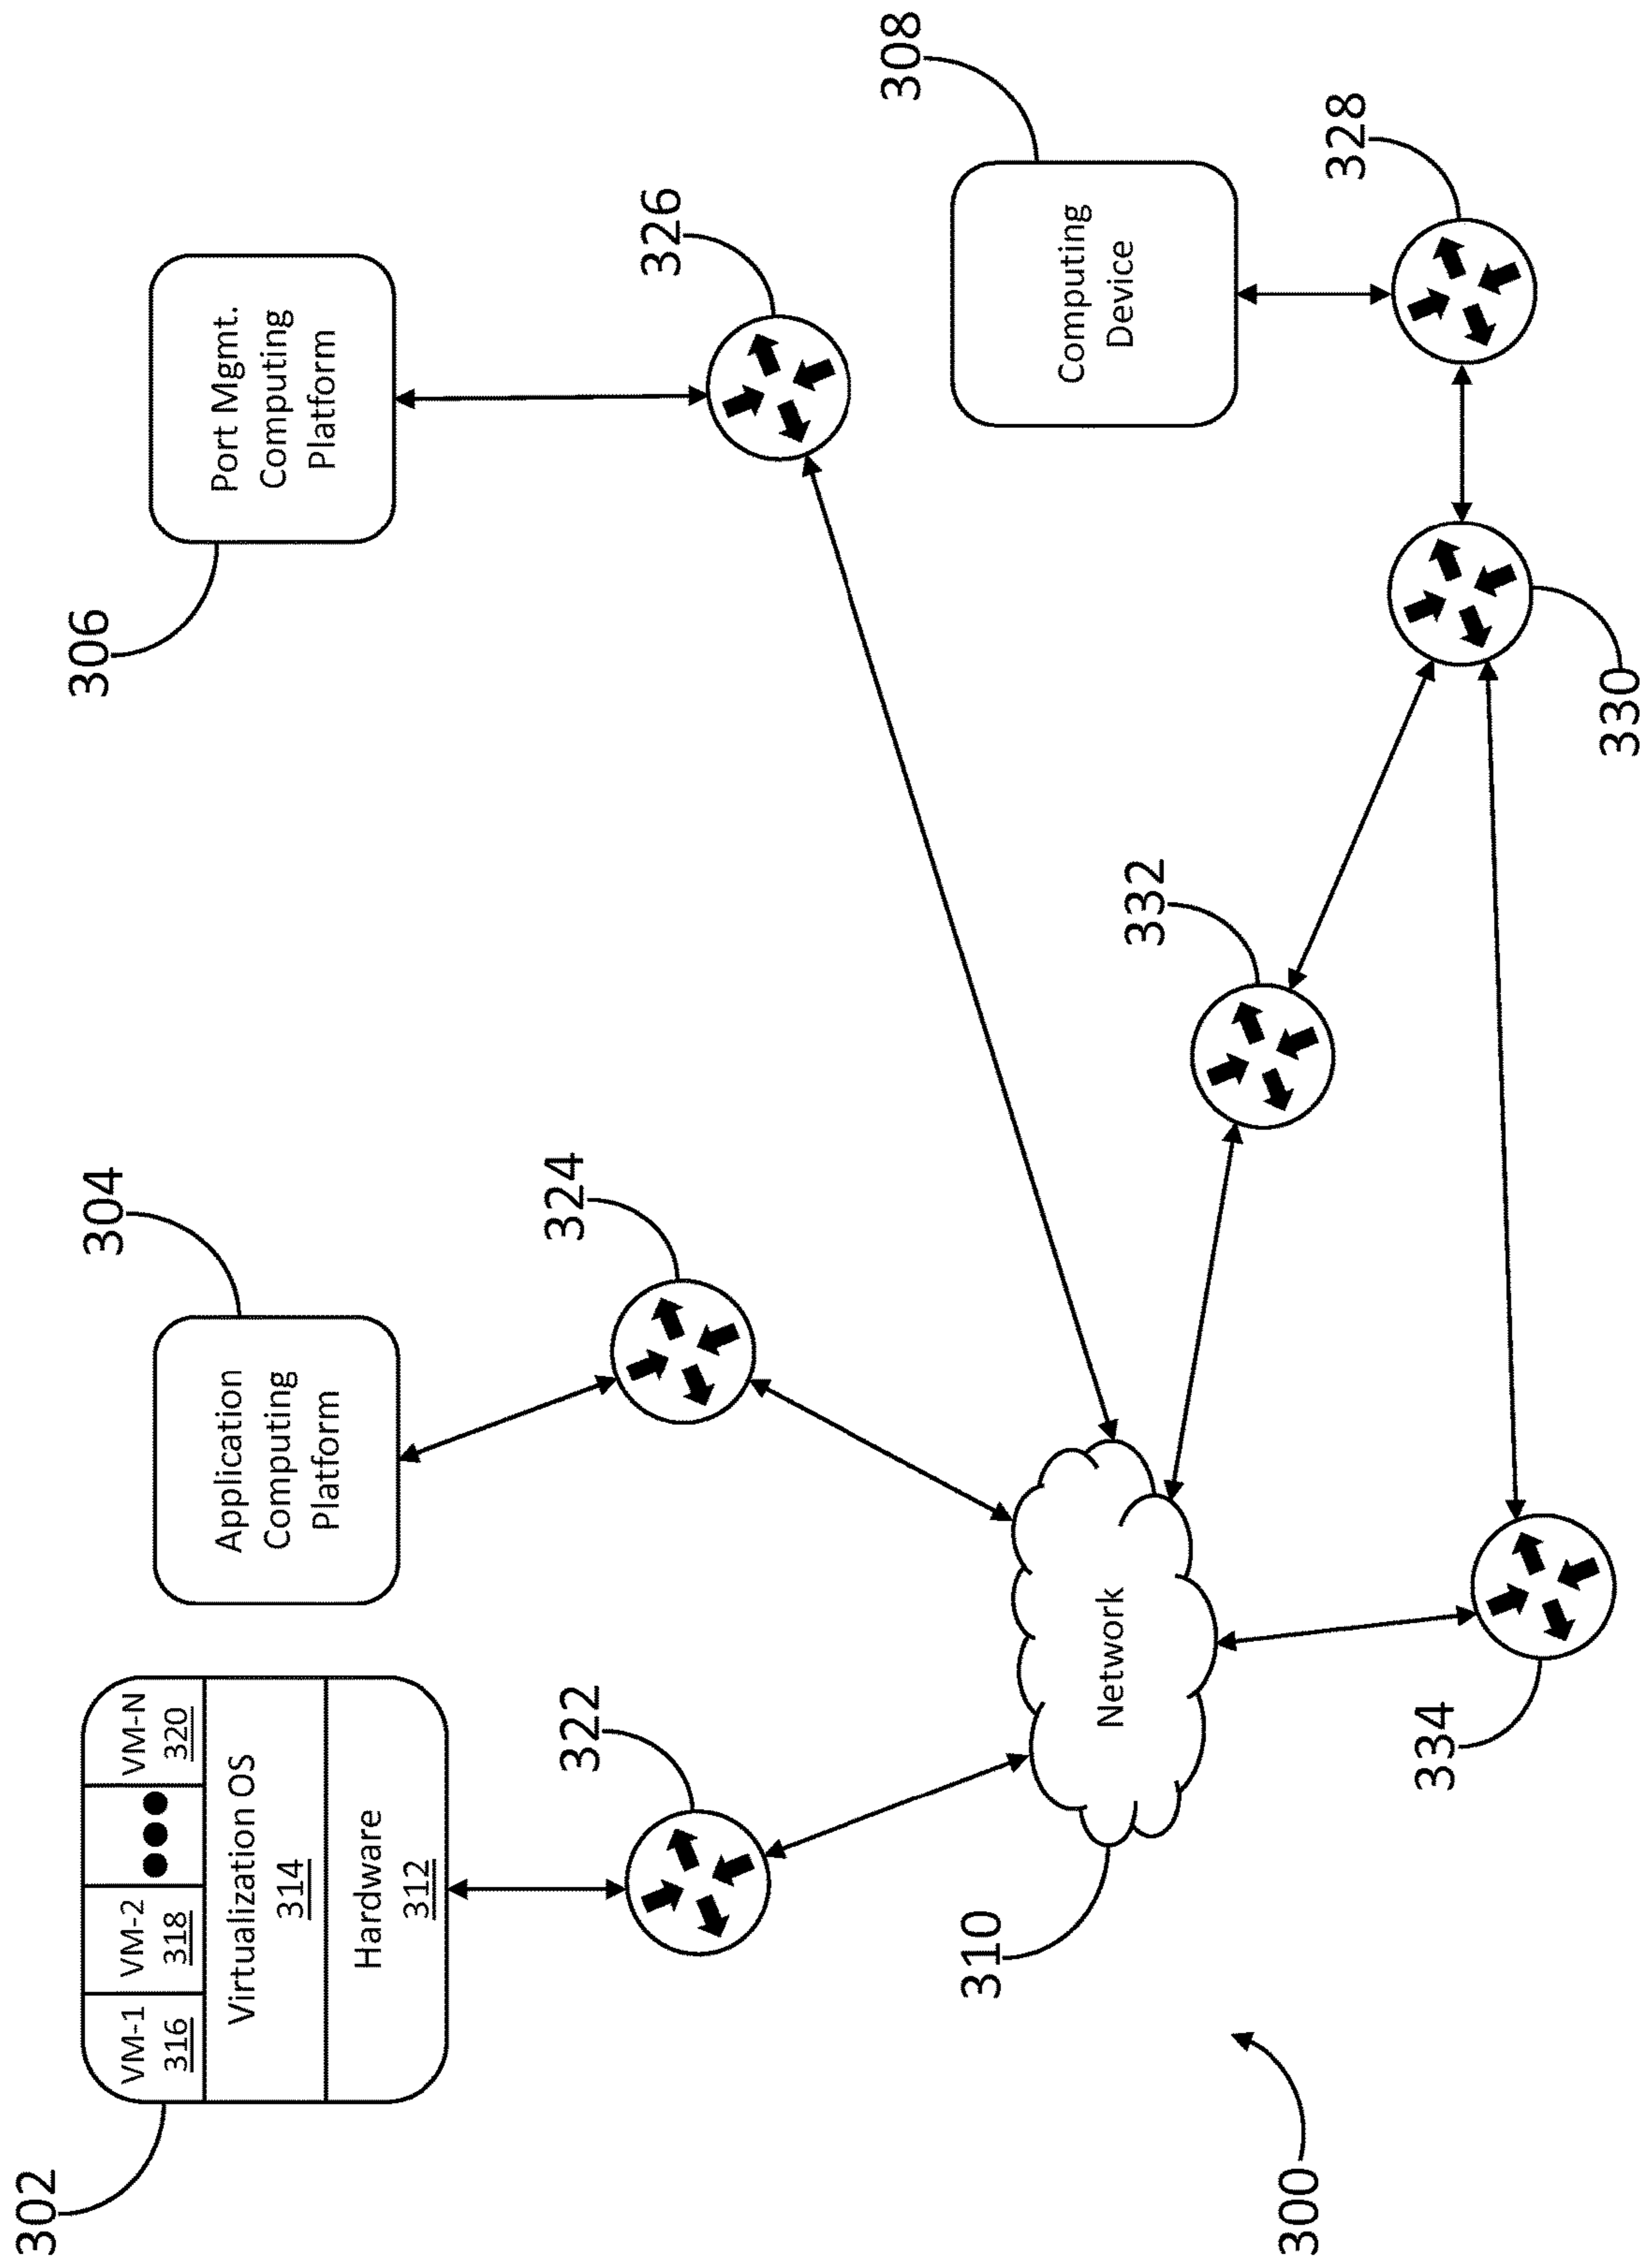 302
VM-1
316
VM-2
318
VM-N
320
Virtualization OS
314
Hardware
312
304
Application
Computing
Platform
306
Port Mgmt.
Computing
Platform
322
324
326
308
Computing
Device
310
Network
332
328
330
334
300